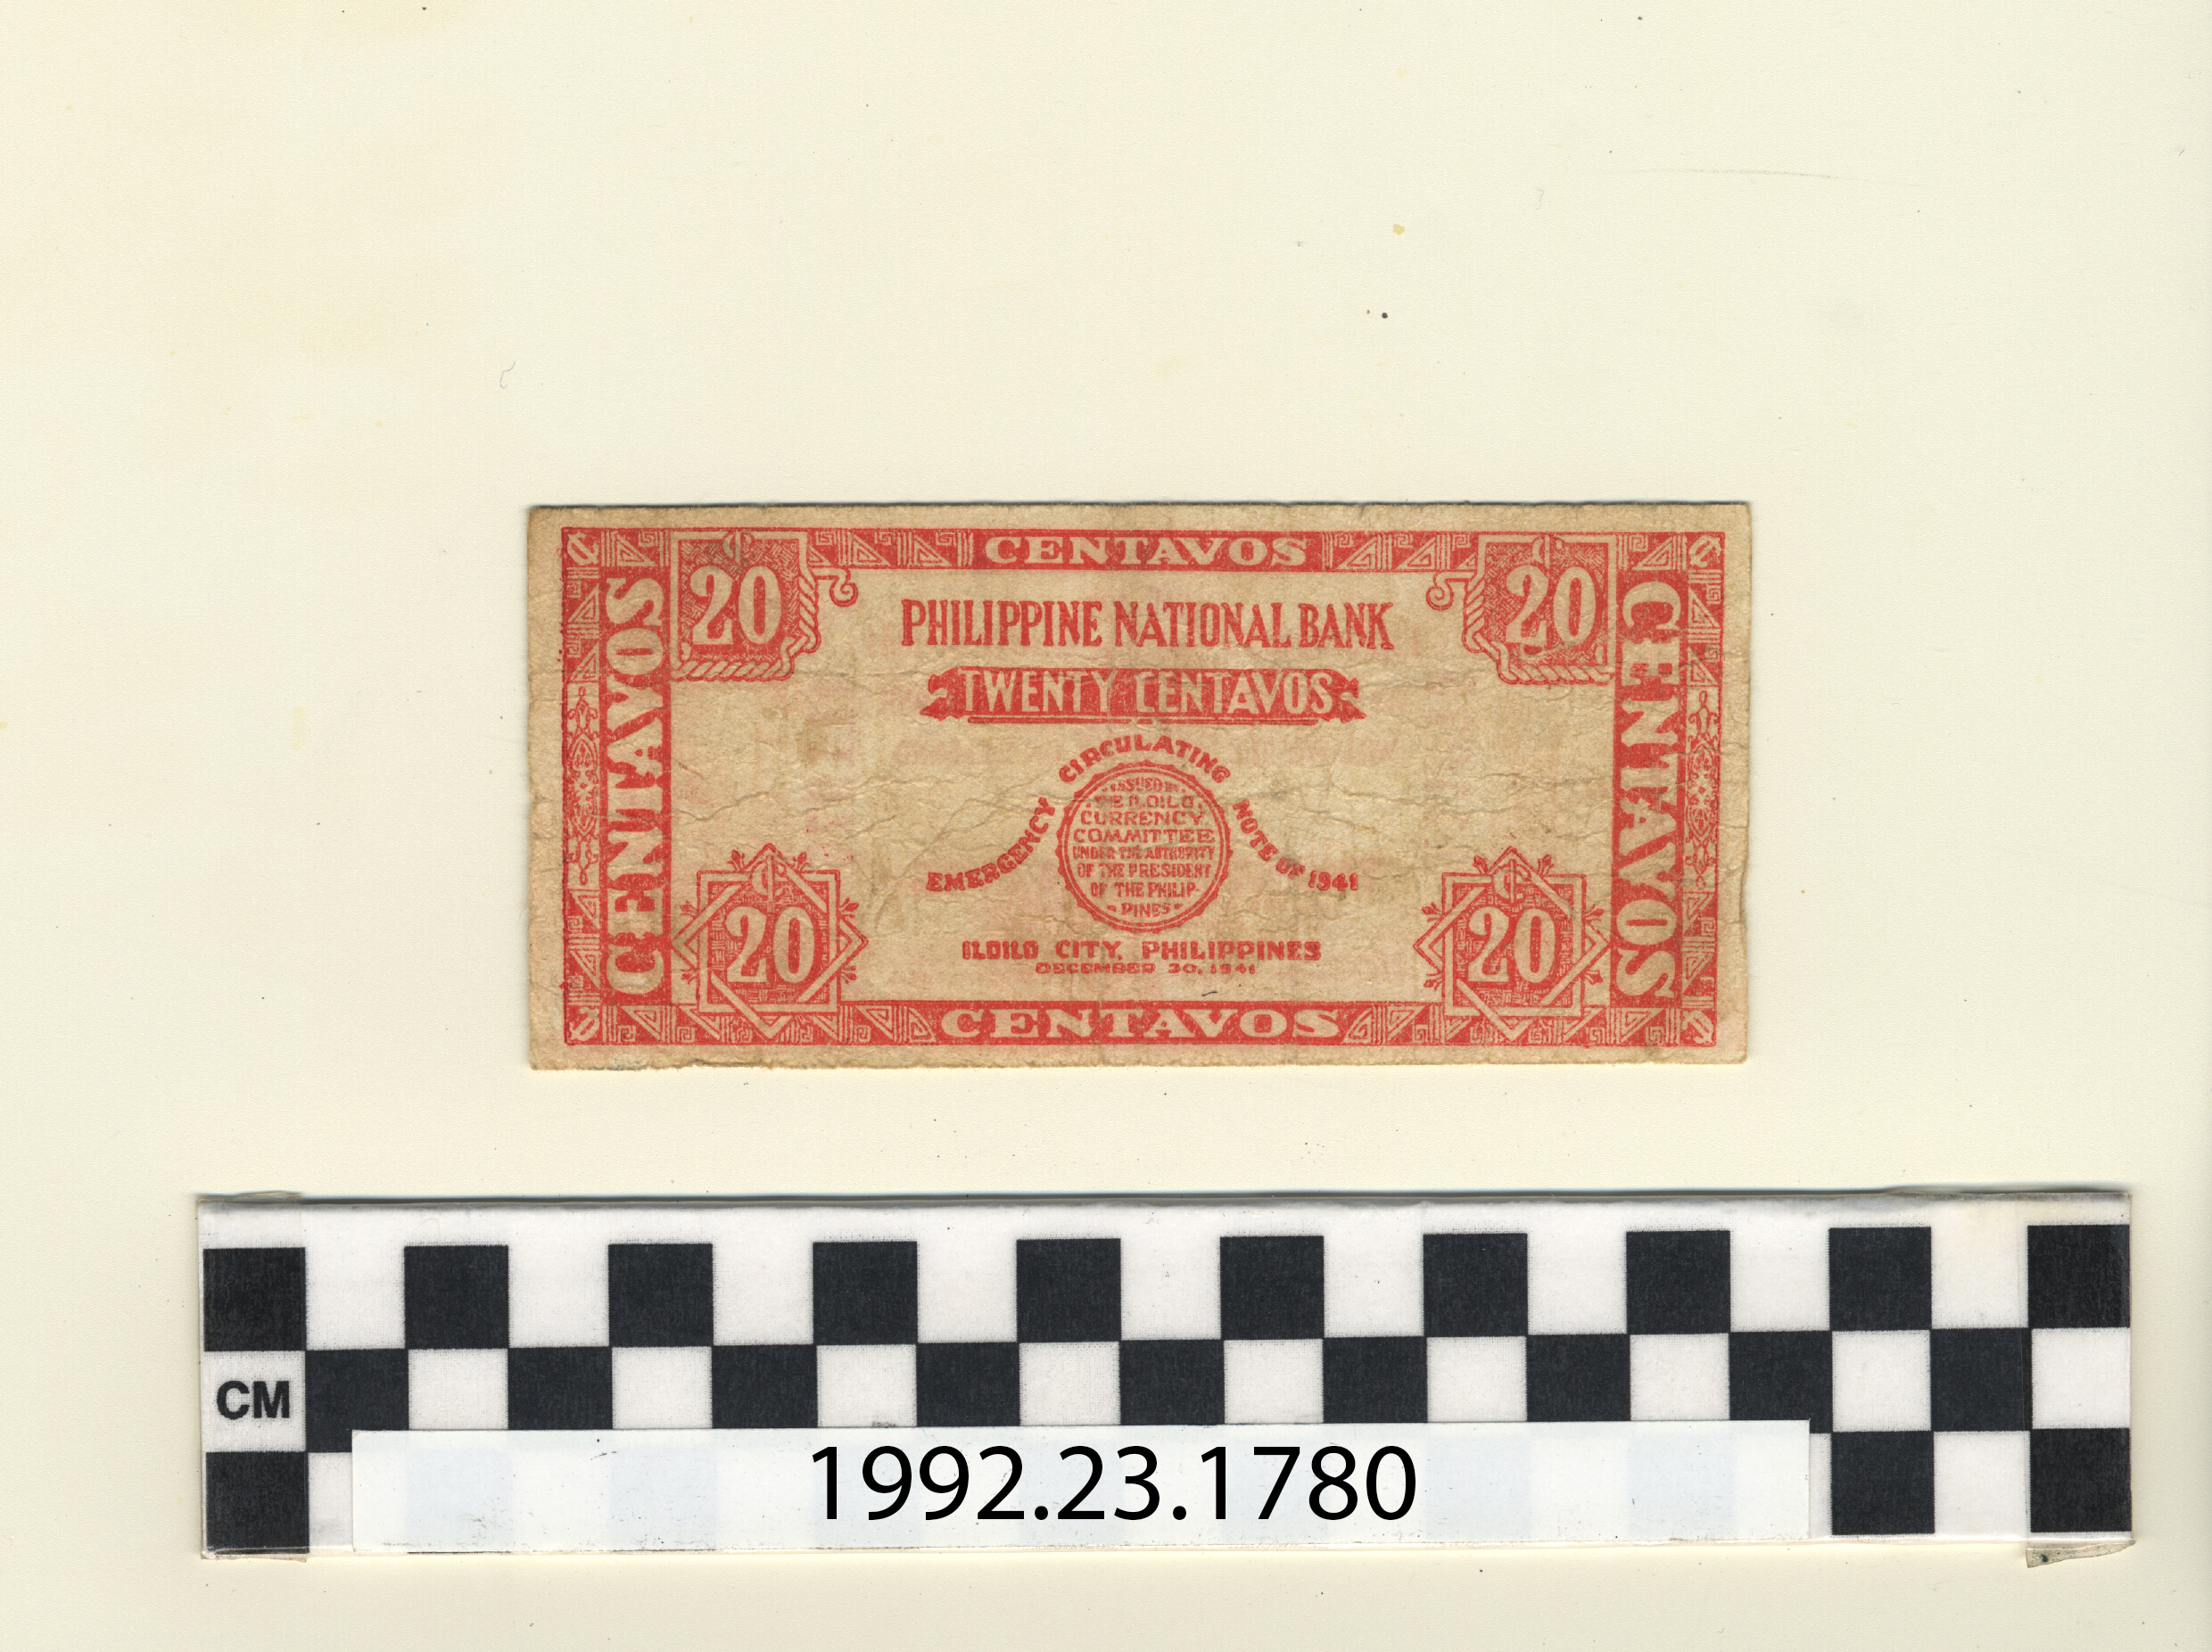 CENTAVOS
20 20
PHILIPPINE NATIONAL BANK
TWENTY CENTAVOS
CENTAVOS
CENTAVOS
EMERGENCY CIRCULATING NOTE OF 1941
ISSUED BY
THE ILOILO
CURRENCY
COMMITTEE
UNDER THE AUTHORITY
OF THE PRESIDENT
OF THE PHILIP-
-PINES-
20 20
ILOILO CITY, PHILIPPINES
DECEMBER 20, 1941
CENTAVOS
CM
1992.23.1780